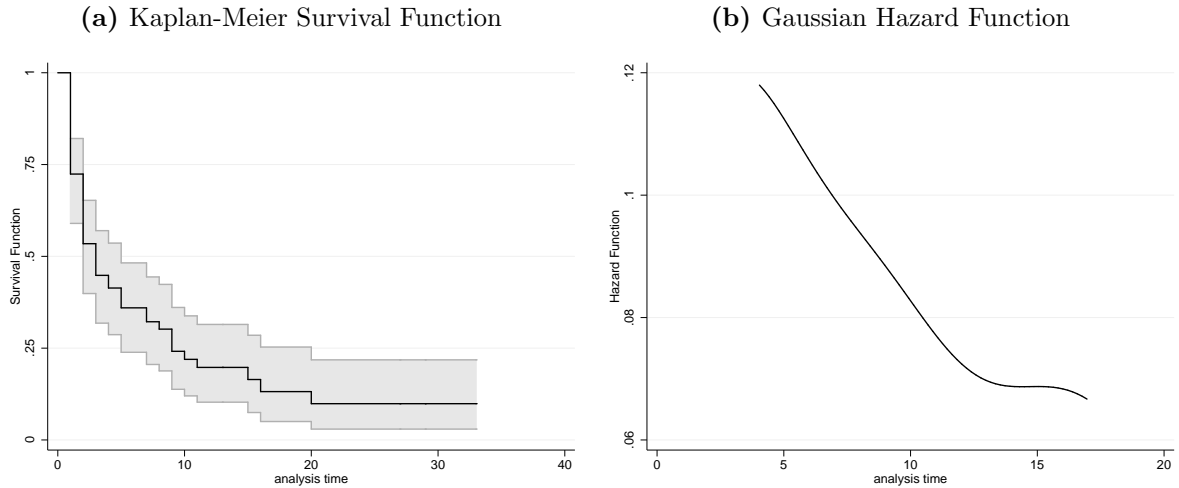 (a) Kaplan-Meier Survival Function
1
.75
.5
.25
0
Survival Function
0 10 20 30 40
analysis time
(b) Gaussian Hazard Function
.12
.1
.08
.06
Hazard Function
0 5 10 15 20
analysis time